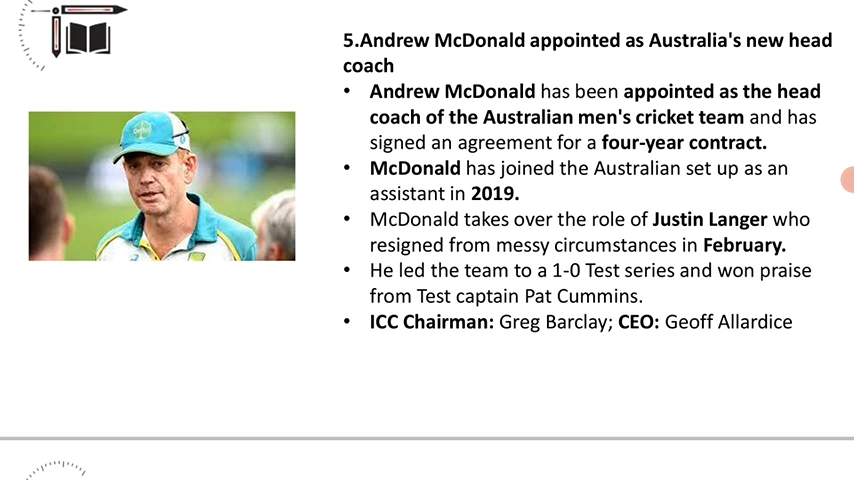 5.Andrew McDonald appointed as Australia's new head
coach
• Andrew McDonald has been appointed as the head
coach of the Australian men's cricket team and has
signed an agreement for a four-year contract.
• McDonald has joined the Australian set up as an
assistant in 2019.
• McDonald takes over the role of Justin Langer who
resigned from messy circumstances in February.
• He led the team to a 1-0 Test series and won praise
from Test captain Pat Cummins.
• ICC Chairman: Greg Barclay; CEO: Geoff Allardice